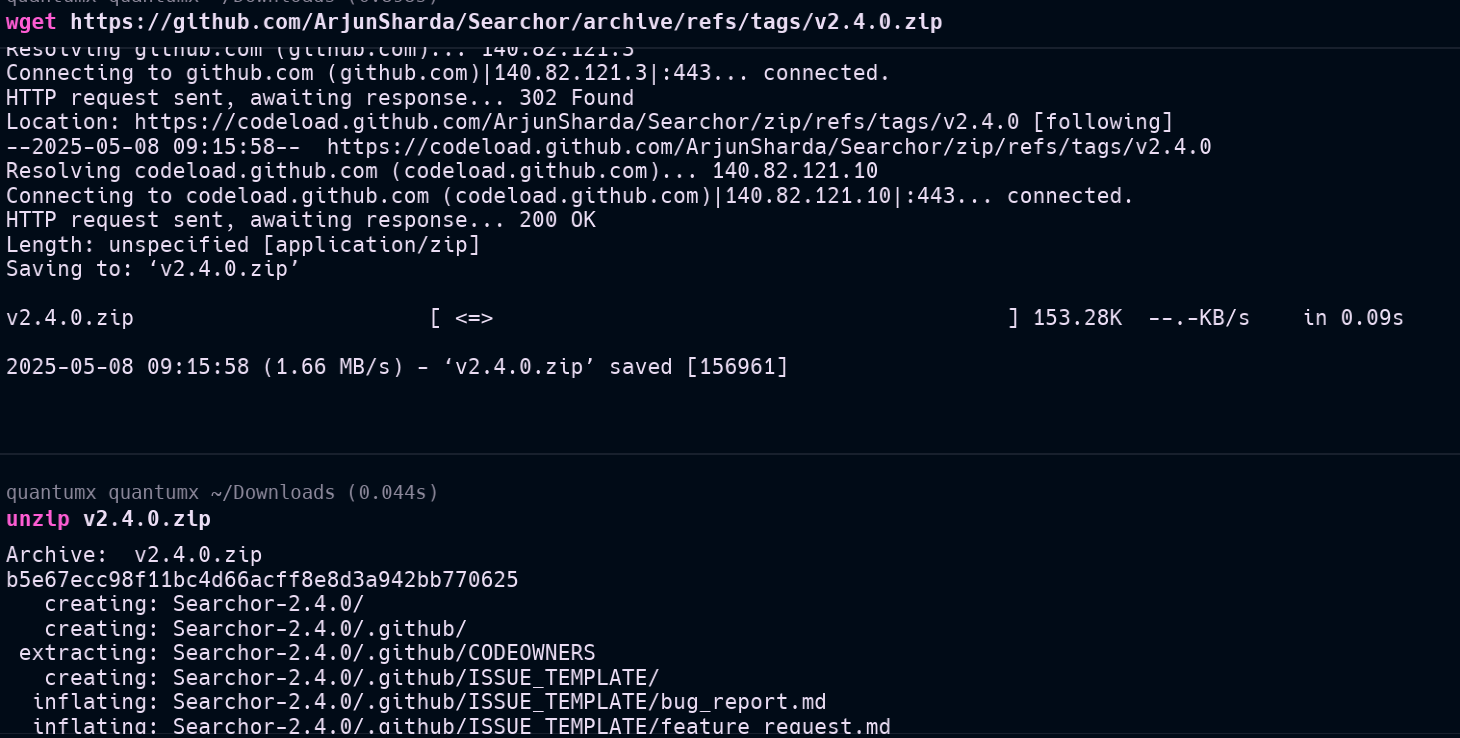 quantumx quantumx ~/Downloads
wget https://github.com/ArjunSharda/Searchor/archive/refs/tags/v2.4.0.zip
Resolving github.com (github.com)... 140.82.121.3
Connecting to github.com (github.com)|140.82.121.3|:443... connected.
HTTP request sent, awaiting response... 302 Found
Location: https://codeload.github.com/ArjunSharda/Searchor/zip/refs/tags/v2.4.0 [following]
--2025-05-08 09:15:58--  https://codeload.github.com/ArjunSharda/Searchor/zip/refs/tags/v2.4.0
Resolving codeload.github.com (codeload.github.com)... 140.82.121.10
Connecting to codeload.github.com (codeload.github.com)|140.82.121.10|:443... connected.
HTTP request sent, awaiting response... 200 OK
Length: unspecified [application/zip]
Saving to: ‘v2.4.0.zip’
v2.4.0.zip                       [ <=>                                        ] 153.28K  --.-KB/s    in 0.09s
2025-05-08 09:15:58 (1.66 MB/s) - ‘v2.4.0.zip’ saved [156961]
quantumx quantumx ~/Downloads (0.044s)
unzip v2.4.0.zip
Archive:  v2.4.0.zip
b5e67ecc98f11bc4d66acff8e8d3a942bb770625
   creating: Searchor-2.4.0/
   creating: Searchor-2.4.0/.github/
 extracting: Searchor-2.4.0/.github/CODEOWNERS
   creating: Searchor-2.4.0/.github/ISSUE_TEMPLATE/
  inflating: Searchor-2.4.0/.github/ISSUE_TEMPLATE/bug_report.md
  inflating: Searchor-2.4.0/.github/ISSUE_TEMPLATE/feature_request.md